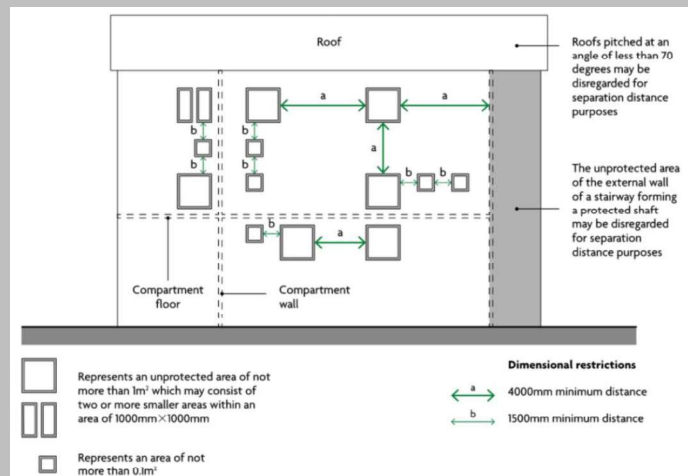 Roof
Roofs pitched at an
angle of less than 70
degrees may be
disregarded for
separation distance
purposes
a
a
b
b
a
b
b
b
b
The unprotected area
of the external wall
of a stairway forming
a protected shaft
may be disregarded
for separation
distance purposes
b
a
Compartment
floor
Compartment
wall
Represents an unprotected area of not
more than 1m² which may consist of
two or more smaller areas within an
area of 1000mm×1000mm
Represents an area of not
more than 0.1m²
Dimensional restrictions
a
4000mm minimum distance
b
1500mm minimum distance